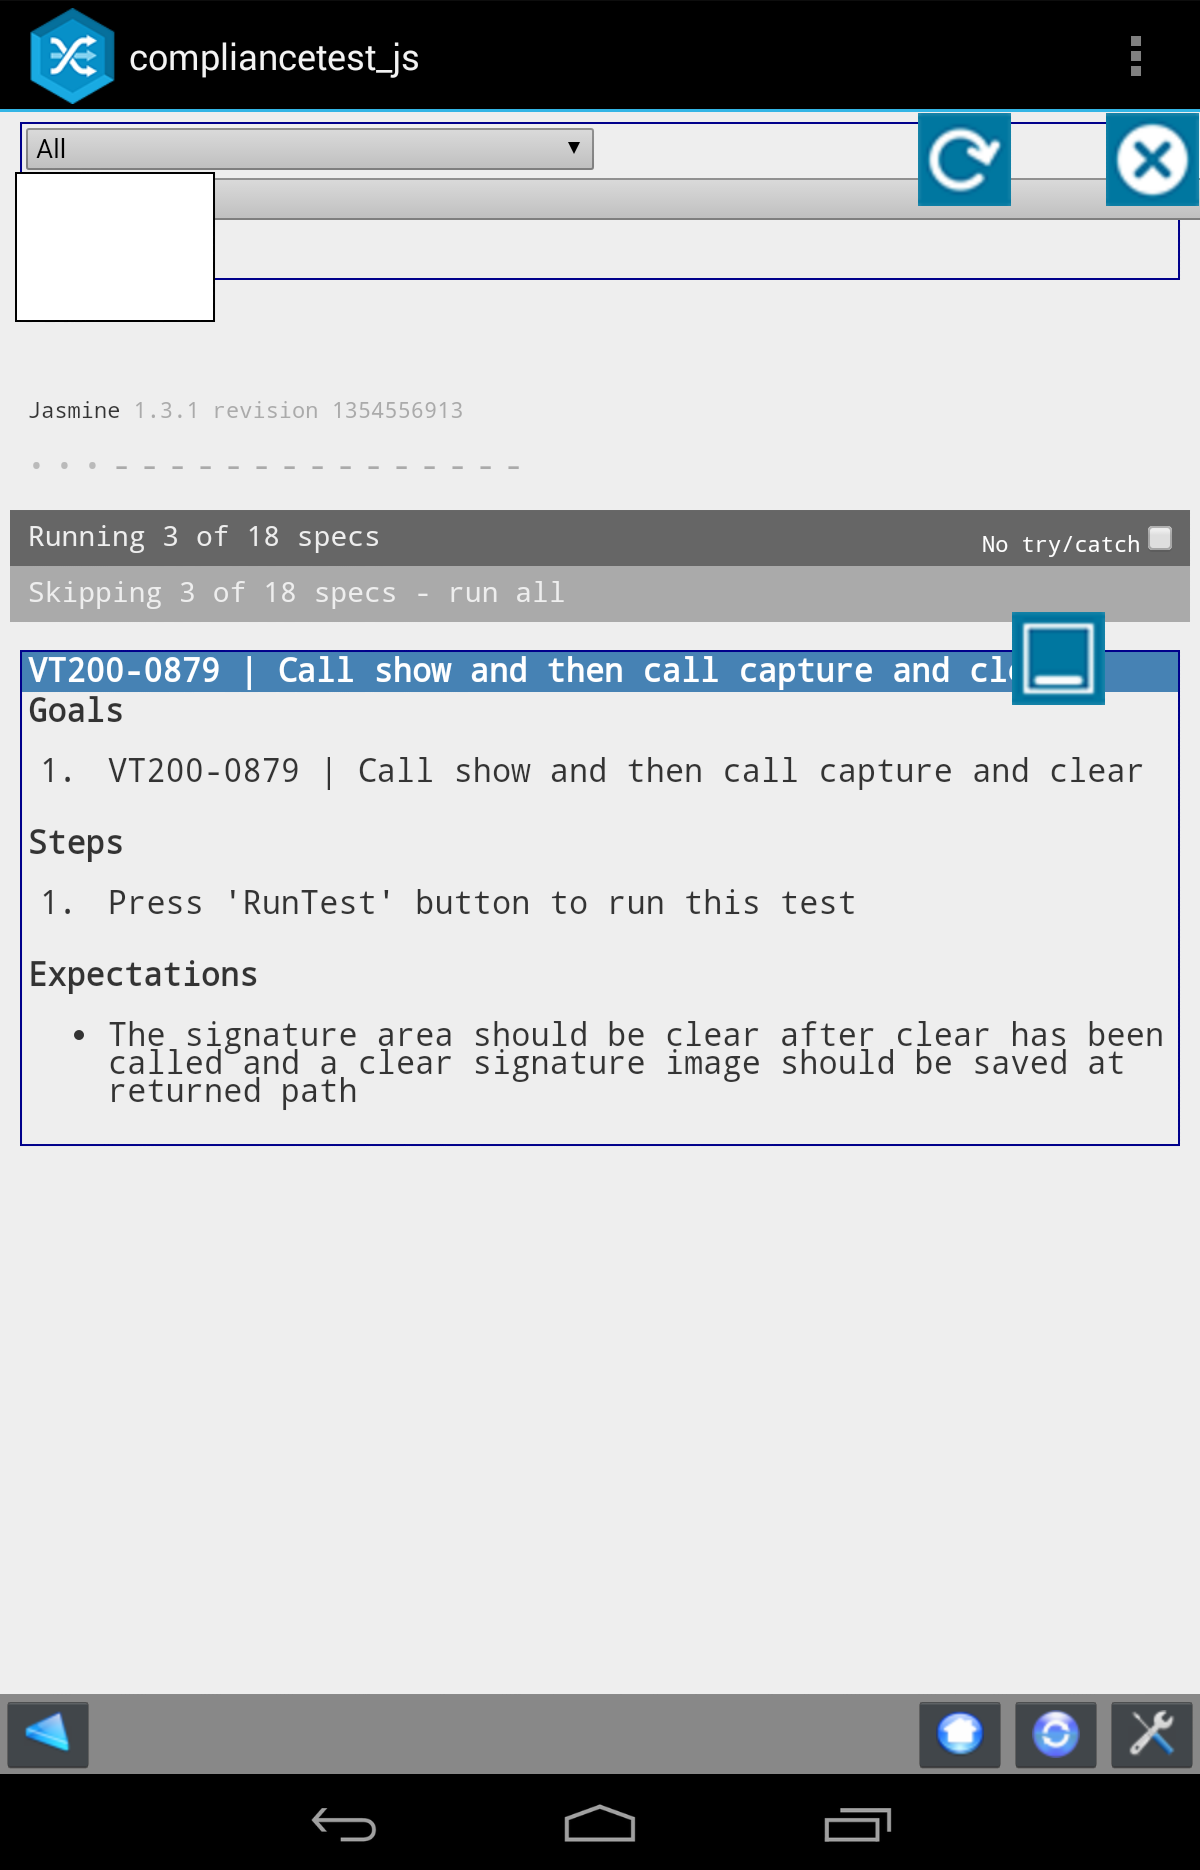 compliancetest_js
All
Jasmine 1.3.1 revision 1354556913
• • • - - - - - - - - - - - - - - -
Running 3 of 18 specs
No try/catch
Skipping 3 of 18 specs - run all
VT200-0879 | Call show and then call capture and cl
Goals
1. VT200-0879 | Call show and then call capture and clear
Steps
1. Press 'RunTest' button to run this test
Expectations
• The signature area should be clear after clear has been
called and a clear signature image should be saved at
returned path